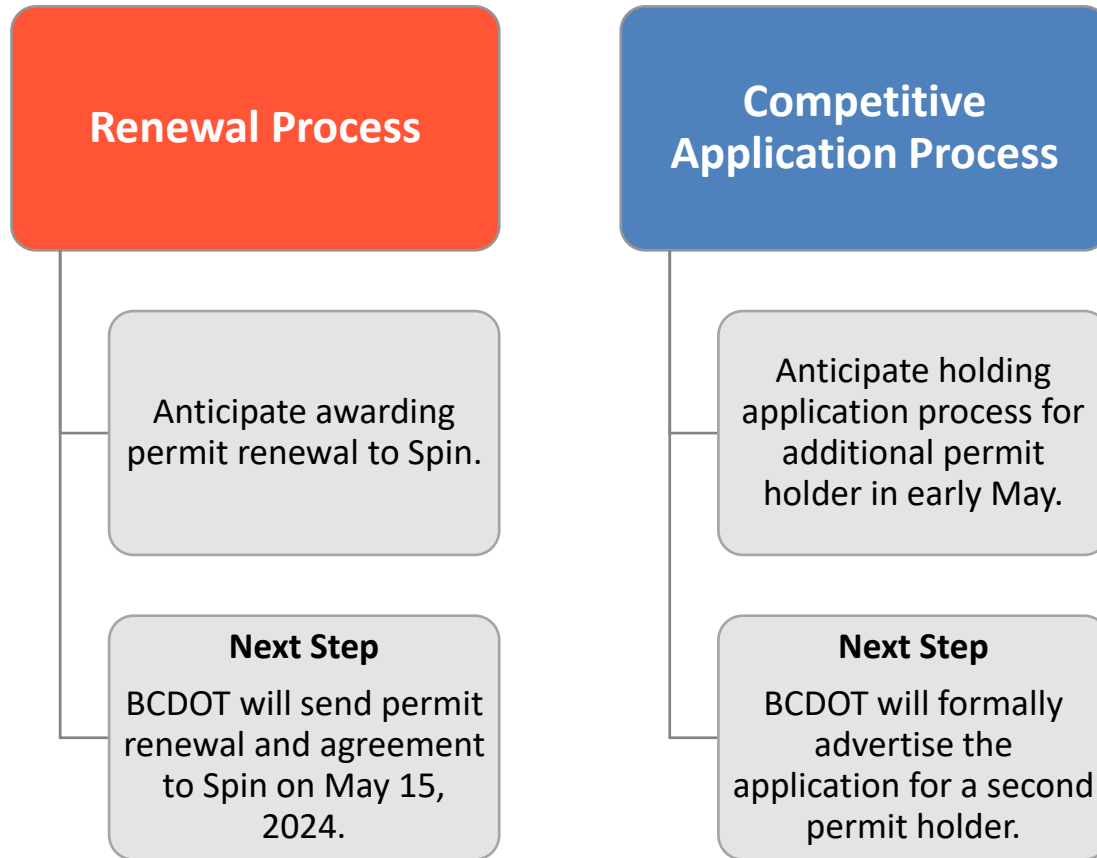 Renewal Process
Anticipate awarding
permit renewal to Spin.
Next Step
BCDOT will send permit
renewal and agreement
to Spin on May 15,
2024.
Competitive
Application Process
Anticipate holding
application process for
additional permit
holder in early May.
Next Step
BCDOT will formally
advertise the
application for a second
permit holder.